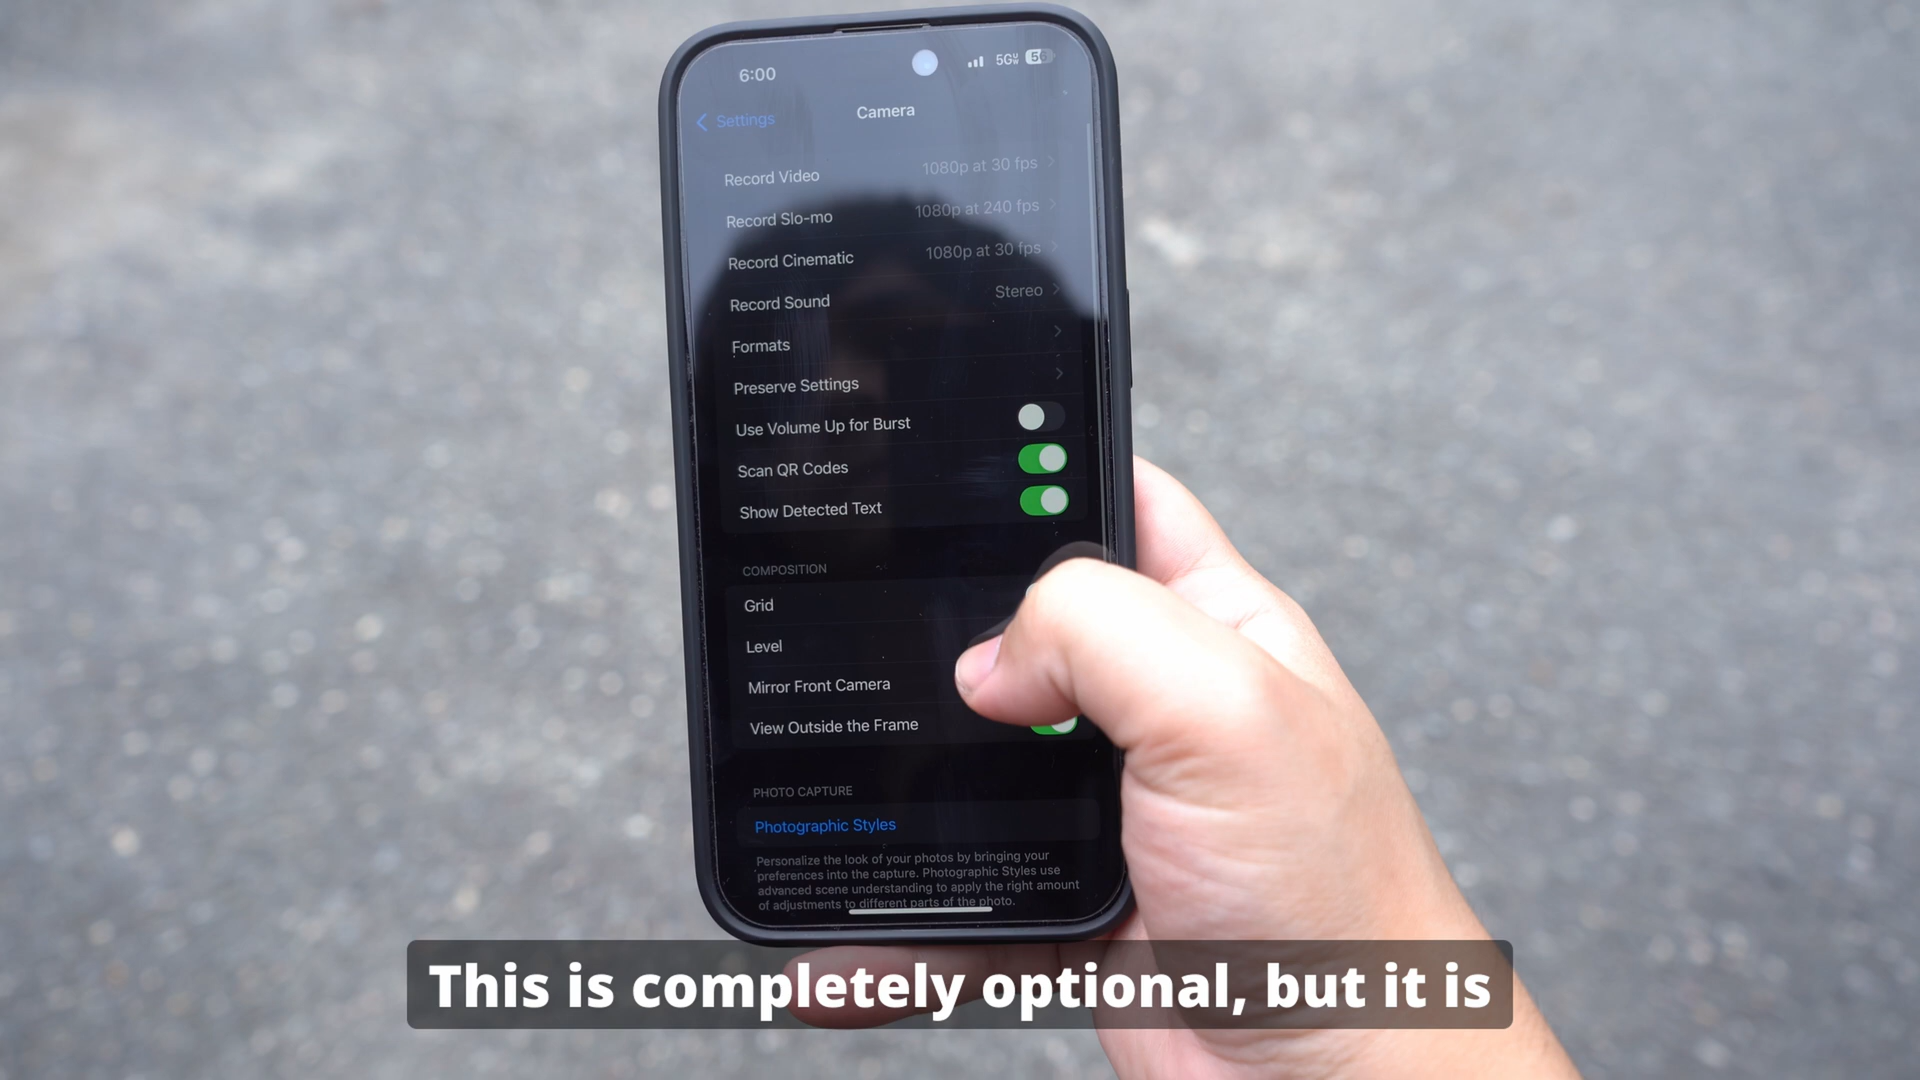 6:00
5G
56
Settings
Camera
Record Video 1080p at 30 fps
Record Slo-mo 1080p at 240 fps
Record Cinematic 1080p at 30 fps
Record Sound Stereo
Formats
Preserve Settings
Use Volume Up for Burst
Scan QR Codes
Show Detected Text
COMPOSITION
Grid
Level
Mirror Front Camera
View Outside the Frame
PHOTO CAPTURE
Photographic Styles
Personalize the look of your photos by bringing your
preferences into the capture. Photographic Styles use
advanced scene understanding to apply the right amount
of adjustments to different parts of the photo.
This is completely optional, but it is